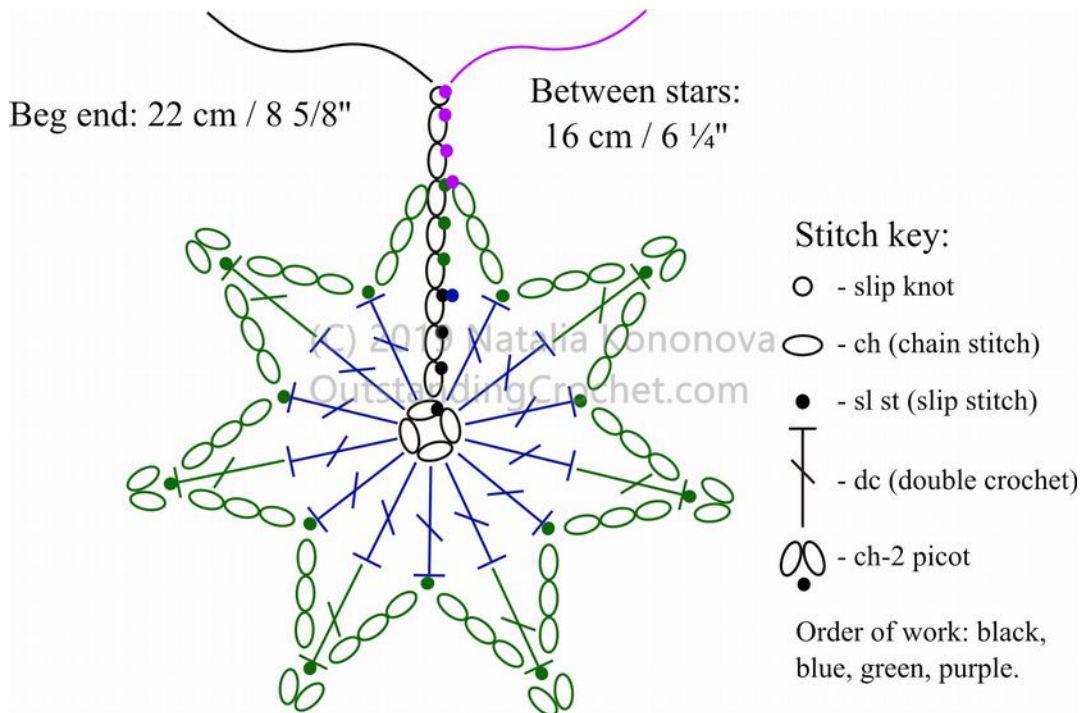 Beg end: 22 cm / 8 5/8"
Between stars:
16 cm / 6 ¼"
(C) 2019 Natalia Kononova
OutstandingCrochet.com
Stitch key:
- slip knot
- ch (chain stitch)
- sl st (slip stitch)
- dc (double crochet)
- ch-2 picot
Order of work: black,
blue, green, purple.